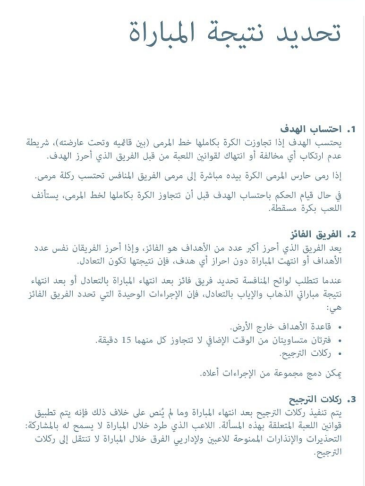 تحديد نتيجة المباراة
1. احتساب الهدف
يحتسب الهدف إذا تجاوزت الكرة بكاملها خط المرمى (بين قائميه وتحت عارضته)، شريطة
عدم ارتكاب أي مخالفة أو انتهاك لقوانين اللعبة من قبل الفريق الذي أحرز الهدف.
إذا رمى حارس المرمى الكرة بيده مباشرة إلى مرمى الفريق المنافس تحتسب ركلة مرمى.
في حال قيام الحكم باحتساب الهدف قبل أن تتجاوز الكرة بكاملها لخط المرمى، يستأنف
اللعب بكرة مسقطة.
2. الفريق الفائز
يعد الفريق الذي أحرز أكبر عدد من الأهداف هو الفائز، وإذا أحرز الفريقان نفس عدد
الأهداف أو انتهت المباراة دون احراز أي هدف، فإن نتيجتها تكون التعادل.
عندما تتطلب لوائح المنافسة تحديد فريق فائز بعد انتهاء المباراة بالتعادل أو بعد انتهاء
نتيجة مباراتي الذهاب والإياب بالتعادل، فإن الإجراءات الوحيدة التي تحدد الفريق الفائز
هي:
• قاعدة الأهداف خارج الأرض.
• فترتان متساويتان من الوقت الإضافي لا تتجاوز كل منهما 15 دقيقة.
• ركلات الترجيح.
يمكن دمج مجموعة من الإجراءات أعلاه.
3. ركلات الترجيح
يتم تنفيذ ركلات الترجيح بعد انتهاء المباراة وما لم يُنص على خلاف ذلك فإنه يتم تطبيق
قوانين اللعبة المتعلقة بهذه المسألة. اللاعب الذي طرد خلال المباراة لا يسمح له بالمشاركة:
التحذيرات والإنذارات الممنوحة للاعبين ولإداريي الفرق خلال المباراة لا تنتقل إلى ركلات
الترجيح.